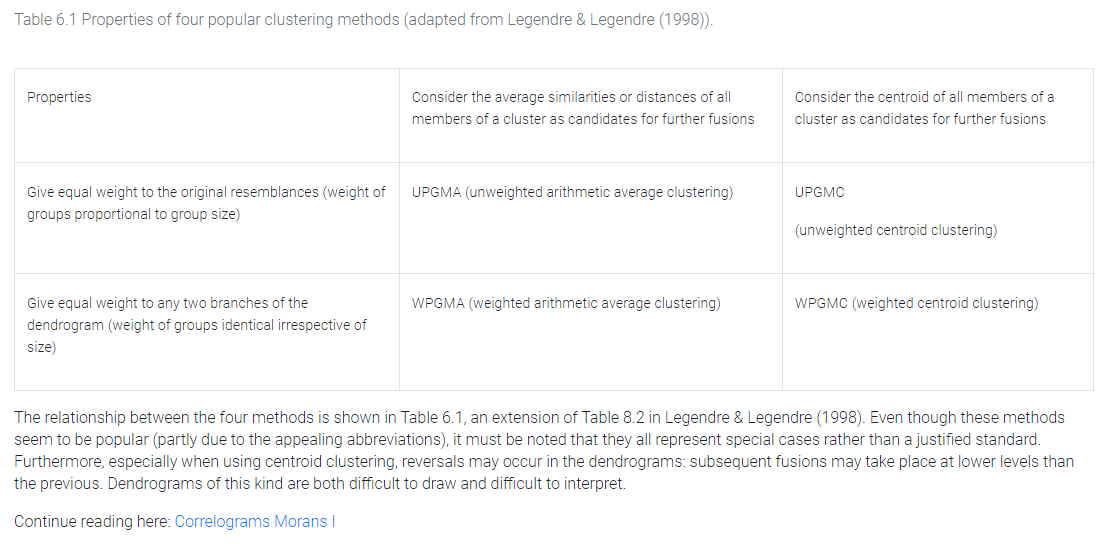 Table 6.1 Properties of four popular clustering methods (adapted from Legendre & Legendre (1998)).
Properties
Consider the average similarities or distances of all
members of a cluster as candidates for further fusions
Consider the centroid of all members of a
cluster as candidates for further fusions
Give equal weight to the original resemblances (weight of
groups proportional to group size)
UPGMA (unweighted arithmetic average clustering)
UPGMC
(unweighted centroid clustering)
Give equal weight to any two branches of the
dendrogram (weight of groups identical irrespective of
size)
WPGMA (weighted arithmetic average clustering)
WPGMC (weighted centroid clustering)
The relationship between the four methods is shown in Table 6.1, an extension of Table 8.2 in Legendre & Legendre (1998). Even though these methods
seem to be popular (partly due to the appealing abbreviations), it must be noted that they all represent special cases rather than a justified standard.
Furthermore, especially when using centroid clustering, reversals may occur in the dendrograms: subsequent fusions may take place at lower levels than
the previous. Dendrograms of this kind are both difficult to draw and difficult to interpret.
Continue reading here: Correlograms Morans I